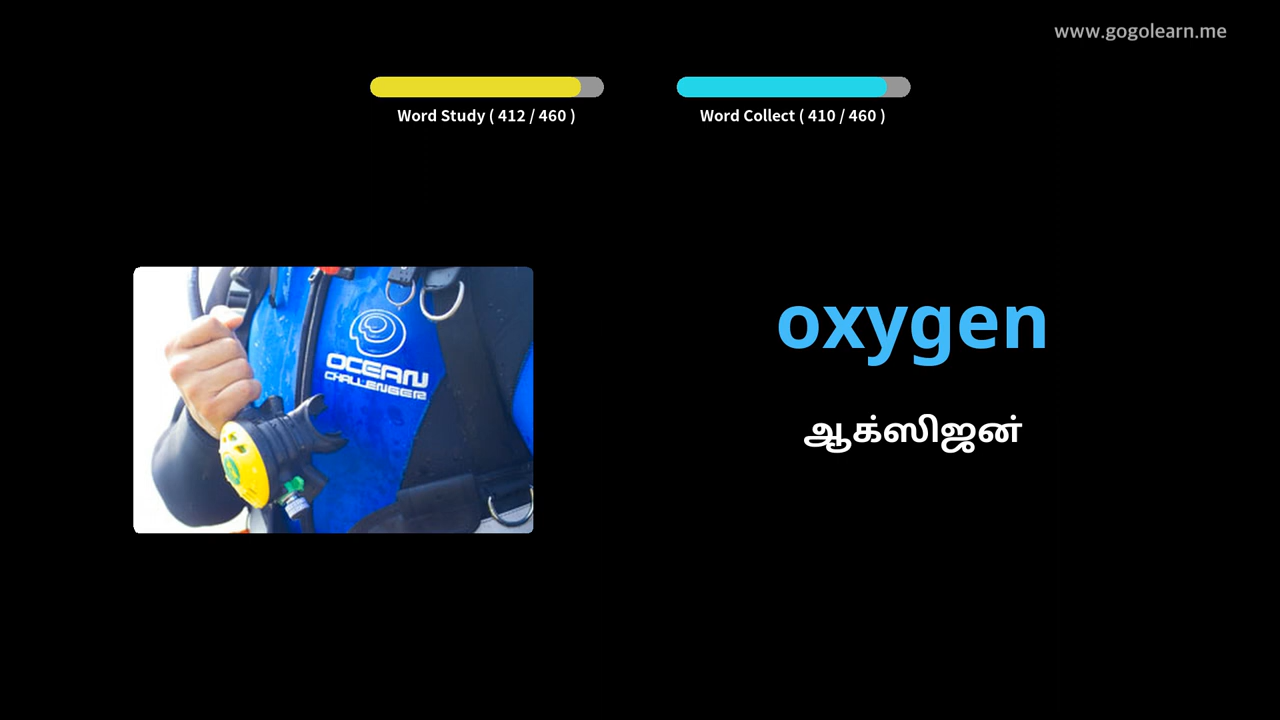 www.gogolearn.me
Word Study ( 412 / 460 )
Word Collect ( 410 / 460 )
OCEAN
CHALLENGER
oxygen
ஆக்ஸிஜன்